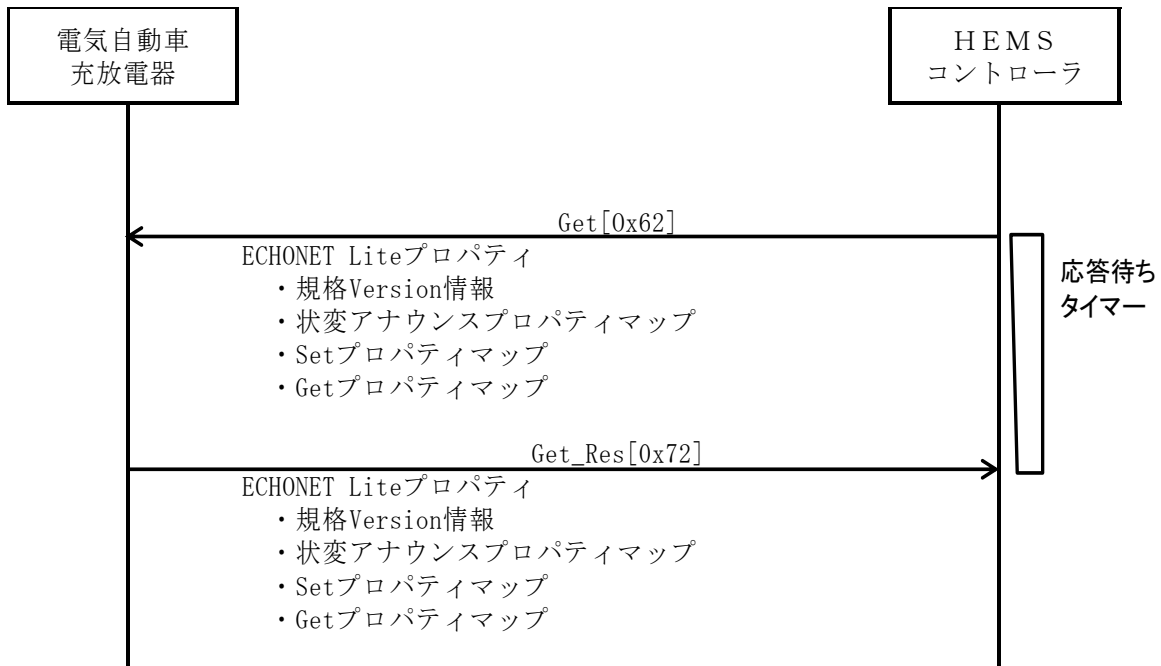 電気自動車
充放電器
ＨＥＭＳ
コントローラ
Get[0x62]
ECHONET Liteプロパティ
・規格Version情報
・状変アナウンスプロパティマップ
・Setプロパティマップ
・Getプロパティマップ
応答待ち
タイマー
Get_Res[0x72]
ECHONET Liteプロパティ
・規格Version情報
・状変アナウンスプロパティマップ
・Setプロパティマップ
・Getプロパティマップ